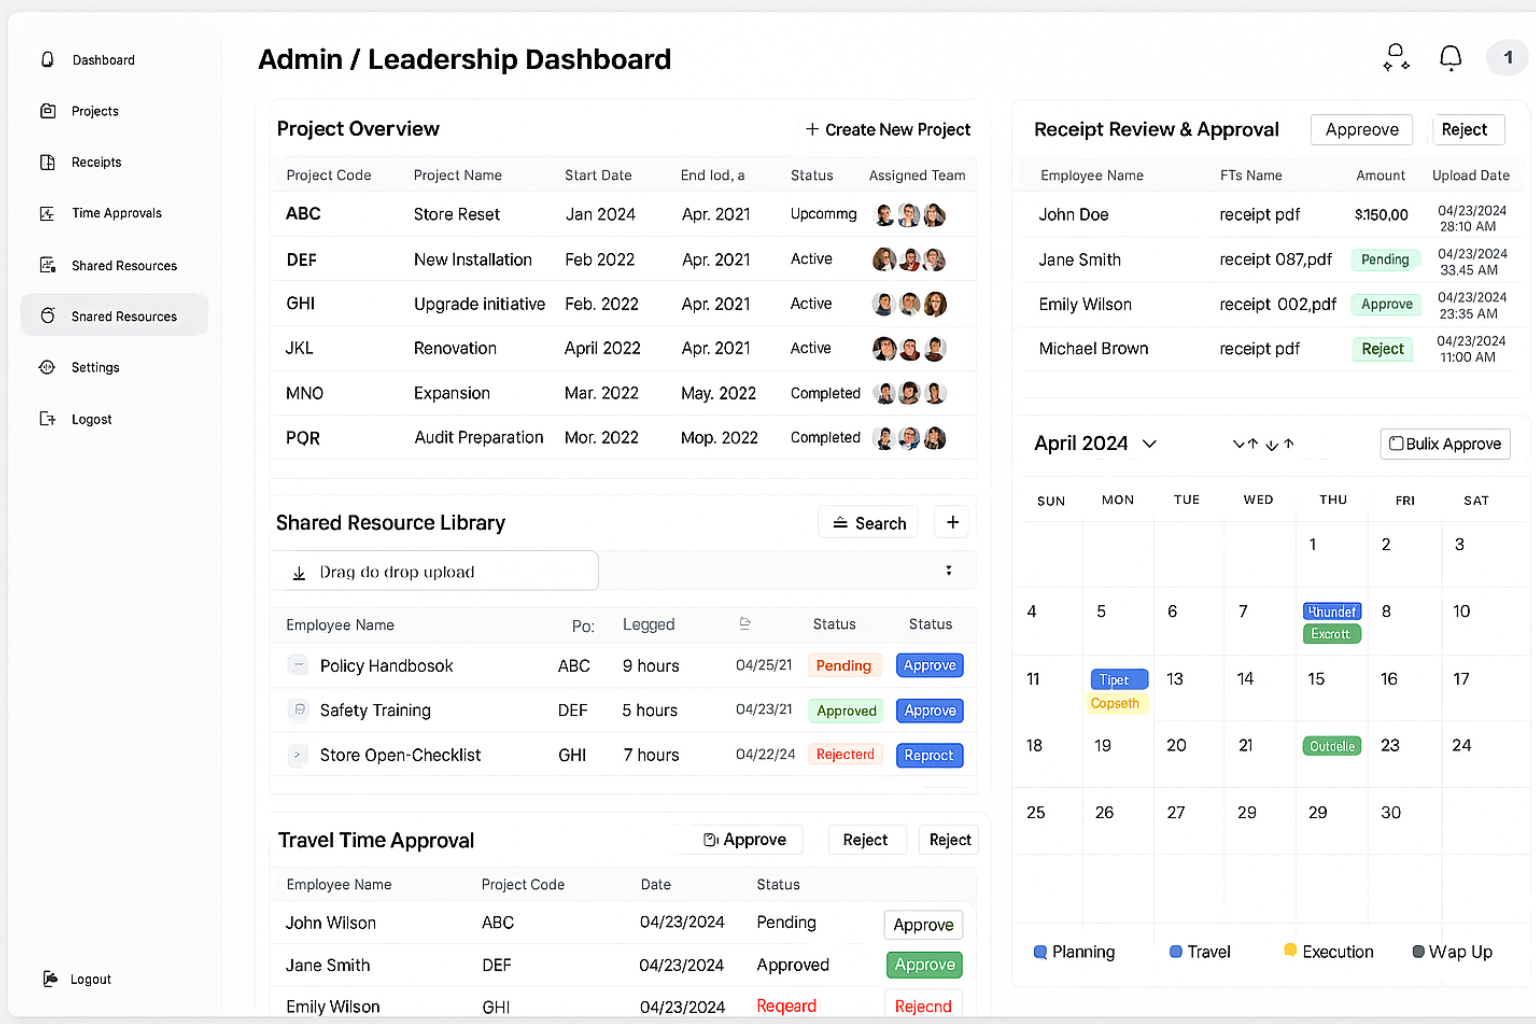 Dashboard
Projects
Receipts
Time Approvals
Shared Resources
Snared Resources
Settings
Logost
Logout
Admin / Leadership Dashboard
1
Project Overview
+ Create New Project
Project Code Project Name Start Date End lod, a Status Assigned Team
ABC Store Reset Jan 2024 Apr. 2021 Upcommg
DEF New Installation Feb 2022 Apr. 2021 Active
GHI Upgrade initiative Feb. 2022 Apr. 2021 Active
JKL Renovation April 2022 Apr. 2021 Active
MNO Expansion Mar. 2022 May. 2022 Completed
PQR Audit Preparation Mor. 2022 Mop. 2022 Completed
Shared Resource Library
Search +
Drag do drop upload
Employee Name Po: Legged Status Status
Policy Handbosok ABC 9 hours 04/25/21 Pending Approve
Safety Training DEF 5 hours 04/23/21 Approved Approve
Store Open-Checklist GHI 7 hours 04/22/24 Rejecterd Reproct
Travel Time Approval
Approve Reject Reject
Employee Name Project Code Date Status
John Wilson ABC 04/23/2024 Pending Approve
Jane Smith DEF 04/23/2024 Approved Approve
Emily Wilson GHI 04/23/2024 Reqeard Rejecnd
Receipt Review & Approval Appreove Reject
Employee Name FTs Name Amount Upload Date
John Doe receipt pdf $.150,00 04/23/2024
28:10 AM
Jane Smith receipt 087,pdf Pending 04/23/2024
33.45 AM
Emily Wilson receipt 002,pdf Approve 04/23/2024
23:35 AM
Michael Brown receipt pdf Reject 04/23/2024
11:00 AM
April 2024
Bulix Approve
SUN MON TUE WED THU FRI SAT
1 2 3
4 5 6 7 Rhundet 8 10
Excrott
11 Tipet 13 14 15 16 17
Copseth
18 19 20 21 Outdelle 23 24
25 26 27 29 29 30
Planning Travel Execution Wap Up